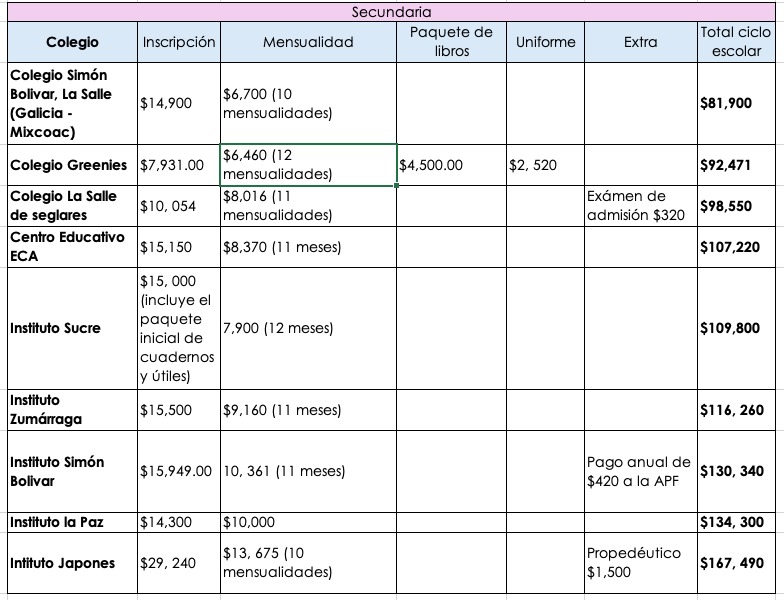 Secundaria
Colegio Inscripción Mensualidad Paquete de libros Uniforme Extra Total ciclo escolar
Colegio Simón
Bolivar, La Salle
(Galicia -
Mixcoac)
$14,900
$6,700 (10
mensualidades)
$81,900
Colegio Greenies
$7,931.00
$6,460 (12
mensualidades)
$4,500.00
$2, 520
$92,471
Colegio La Salle
de seglares
$10, 054
$8,016 (11
mensualidades)
Exámen de
admisión $320
$98,550
Centro Educativo
ECA
$15,150
$8,370 (11 meses)
$107,220
Instituto Sucre
$15, 000
(incluye el
paquete
inicial de
cuadernos
y útiles)
7,900 (12 meses)
$109,800
Instituto
Zumárraga
$15,500
$9,160 (11 meses)
$116, 260
Instituto Simón
Bolivar
$15,949.00
10, 361 (11 meses)
Pago anual de
$420 a la APF
$130, 340
Instituto la Paz
$14,300
$10,000
$134, 300
Intituto Japones
$29, 240
$13, 675 (10
mensualidades)
Propedéutico
$1,500
$167, 490